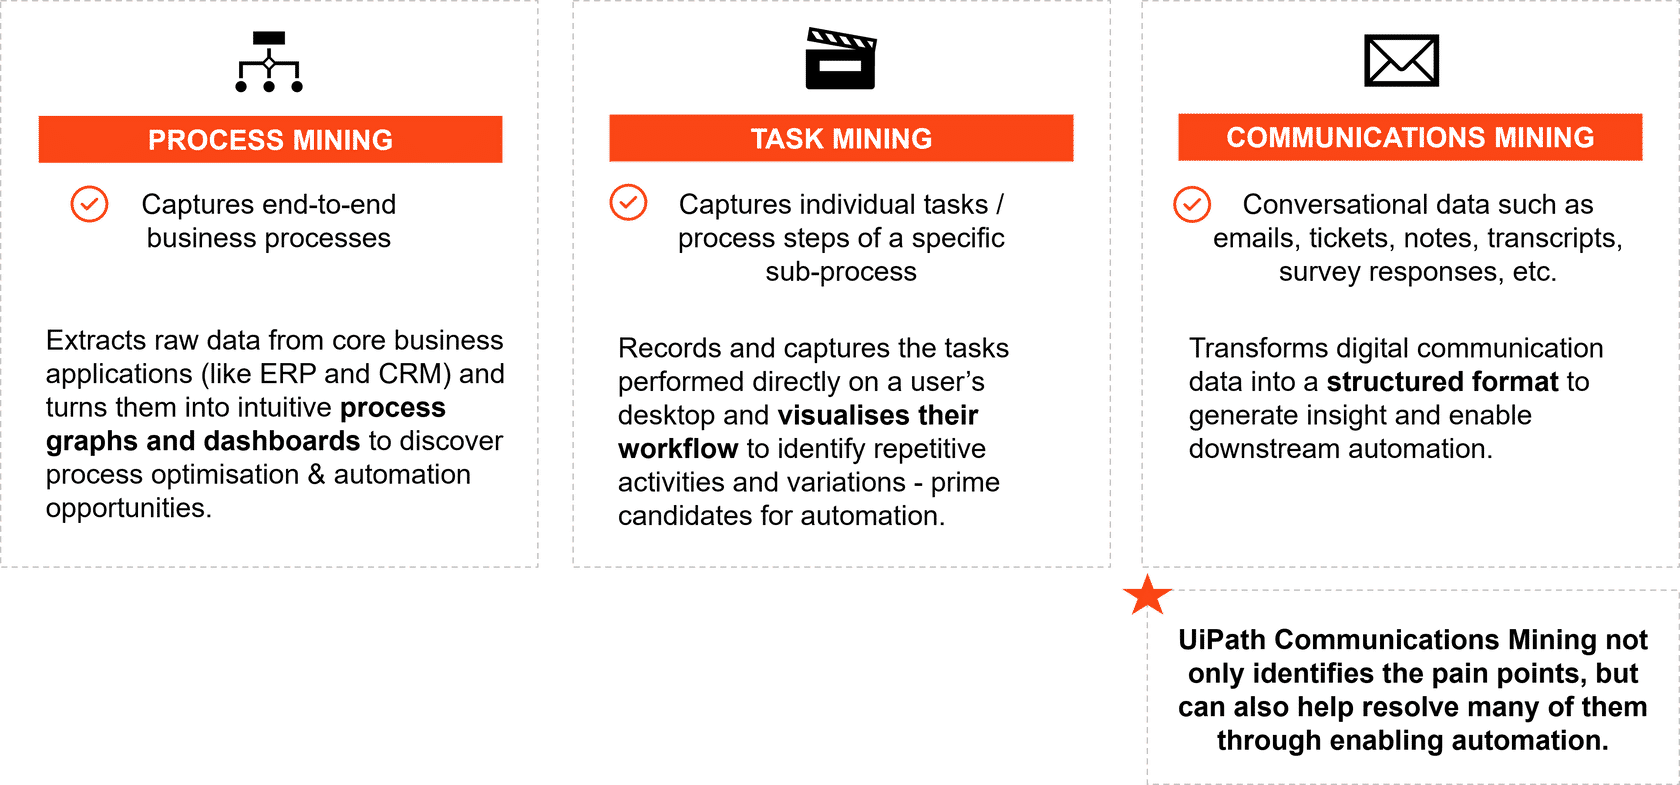 PROCESS MINING
Captures end-to-end
business processes
Extracts raw data from core business
applications (like ERP and CRM) and
turns them into intuitive process
graphs and dashboards to discover
process optimisation & automation
opportunities.
TASK MINING
Captures individual tasks /
process steps of a specific
sub-process
Records and captures the tasks
performed directly on a user’s
desktop and visualises their
workflow to identify repetitive
activities and variations - prime
candidates for automation.
COMMUNICATIONS MINING
Conversational data such as
emails, tickets, notes, transcripts,
survey responses, etc.
Transforms digital communication
data into a structured format to
generate insight and enable
downstream automation.
UiPath Communications Mining not
only identifies the pain points, but
can also help resolve many of them
through enabling automation.